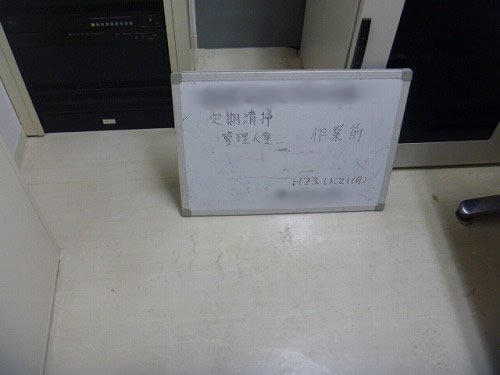 定期清掃
管理人室 作業前
H23.11.21(月)